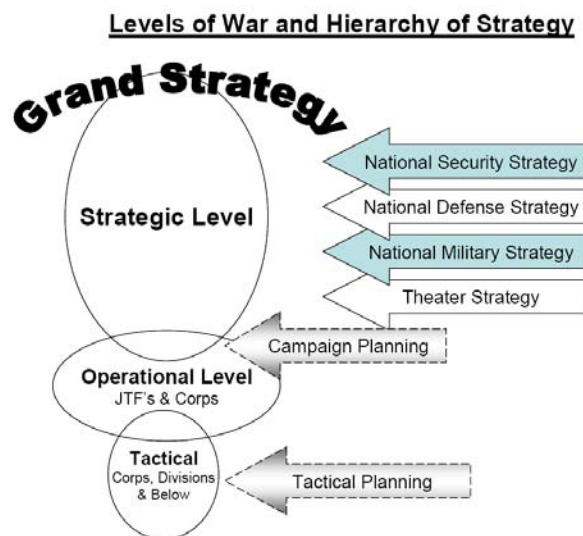 Levels of War and Hierarchy of Strategy
Grand Strategy
National Security Strategy
Strategic Level
National Defense Strategy
National Military Strategy
Theater Strategy
Campaign Planning
Operational Level
JTF's & Corps
Tactical
Corps, Divisions
& Below
Tactical Planning